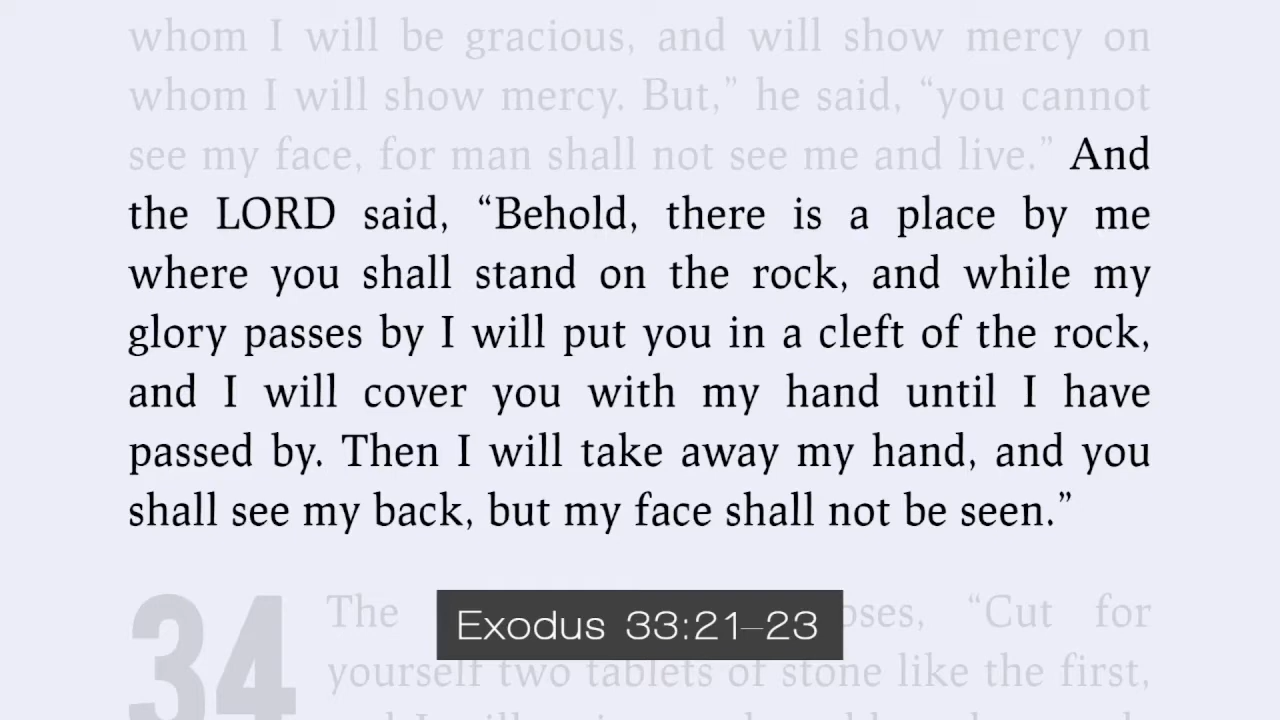 whom I will be gracious, and will show mercy on
whom I will show mercy. But,” he said, “you cannot
see my face, for man shall not see me and live.” And
the LORD said, “Behold, there is a place by me
where you shall stand on the rock, and while my
glory passes by I will put you in a cleft of the rock,
and I will cover you with my hand until I have
passed by. Then I will take away my hand, and you
shall see my back, but my face shall not be seen.”
34
The oses, “Cut for
Exodus 33:21–23
yourself two tablets of stone like the first,